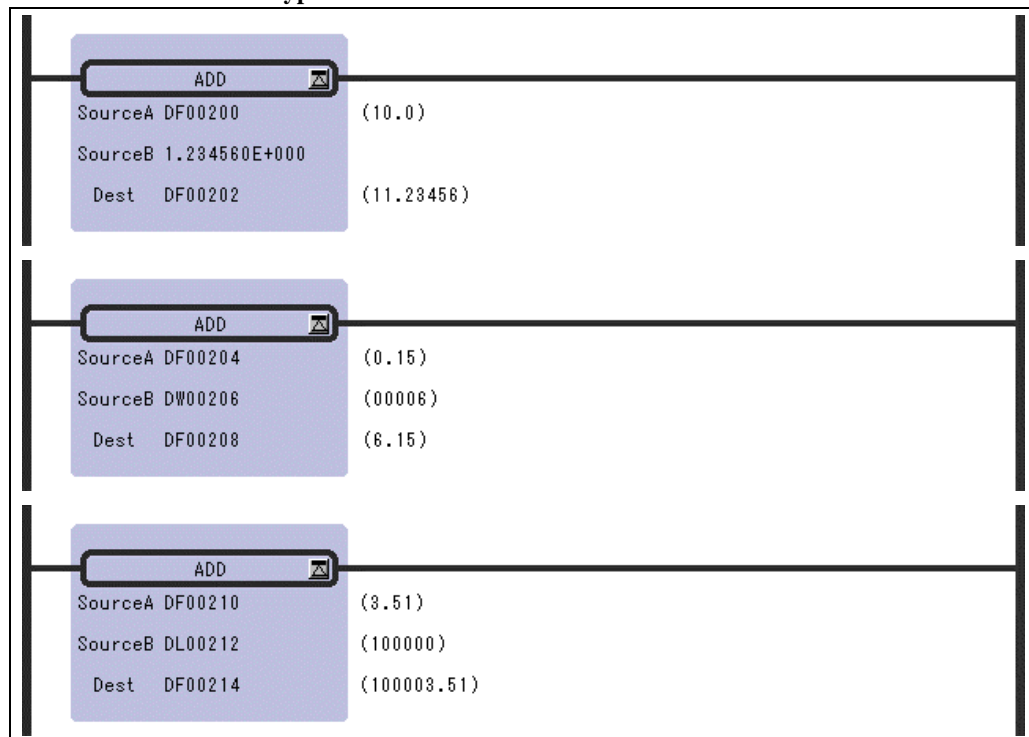 ADD
SourceA DF00200 (10.0)
SourceB 1.234560E+000
Dest DF00202 (11.23456)
ADD
SourceA DF00204 (0.15)
SourceB DW00206 (00006)
Dest DF00208 (6.15)
ADD
SourceA DF00210 (3.51)
SourceB DL00212 (100000)
Dest DF00214 (100003.51)